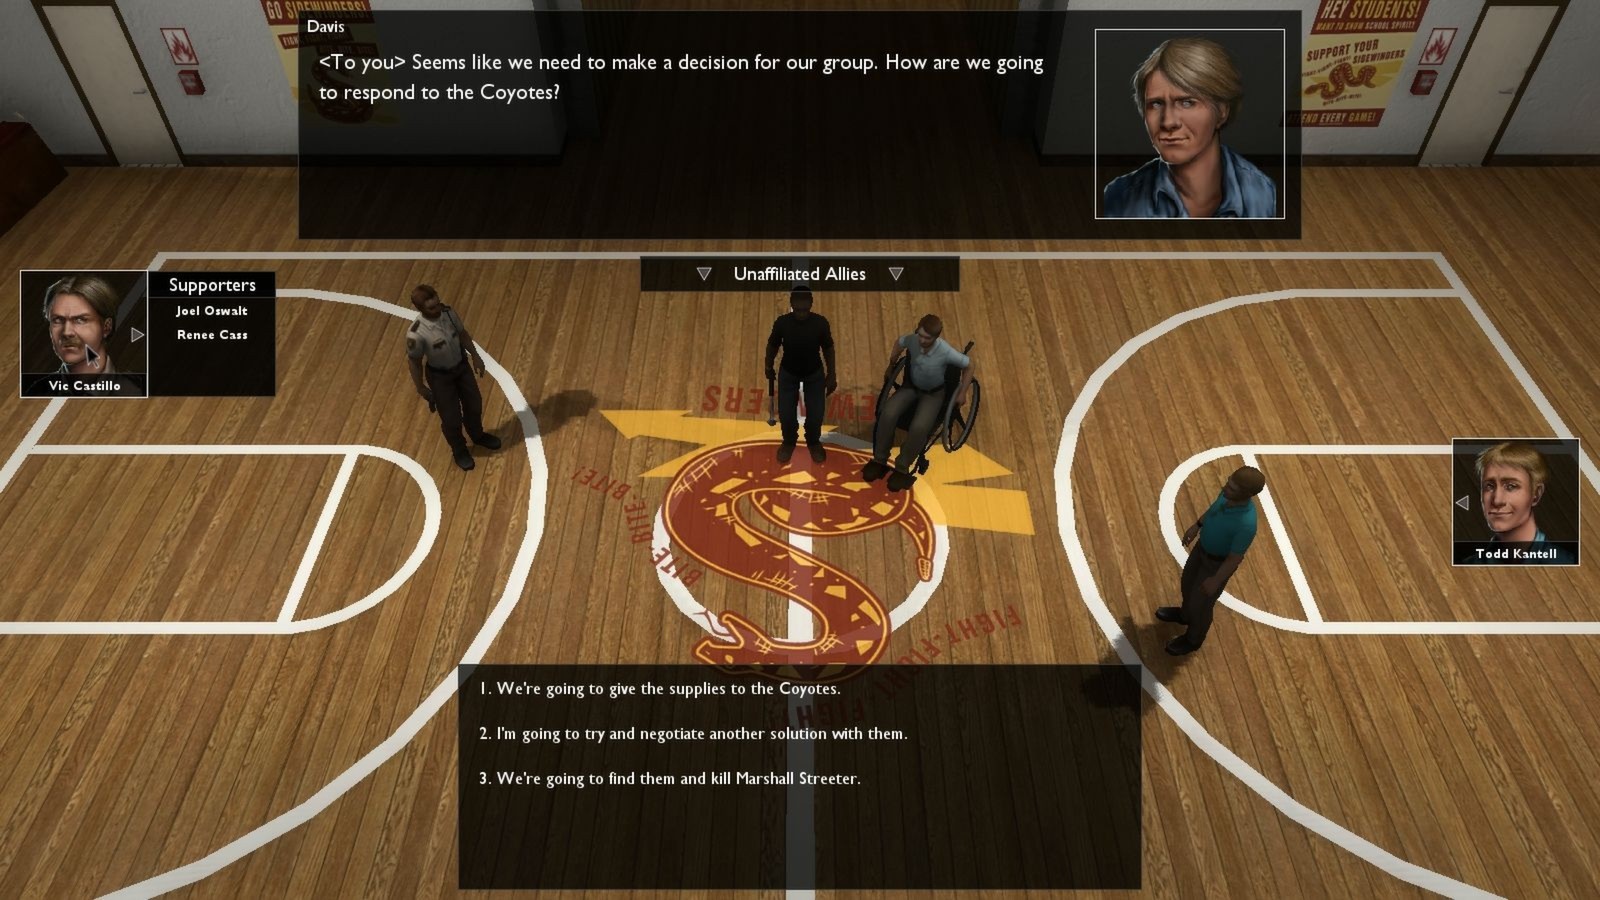 GO SIDEWINDERS!
Davis
<To you> Seems like we need to make a decision for our group. How are we going
to respond to the Coyotes?
HEY STUDENTS!
WANT TO SHOW SCHOOL SPIRIT?
SUPPORT YOUR
SIDEWINDERS
ATTEND EVERY GAME!
Unaffiliated Allies
Supporters
Joel Oswalt
Renee Cass
Vic Castillo
Todd Kantell
BITE-BITE-BITE!
FIGHT-FIGHT-FIGHT!
1. We're going to give the supplies to the Coyotes.
2. I'm going to try and negotiate another solution with them.
3. We're going to find them and kill Marshall Streeter.